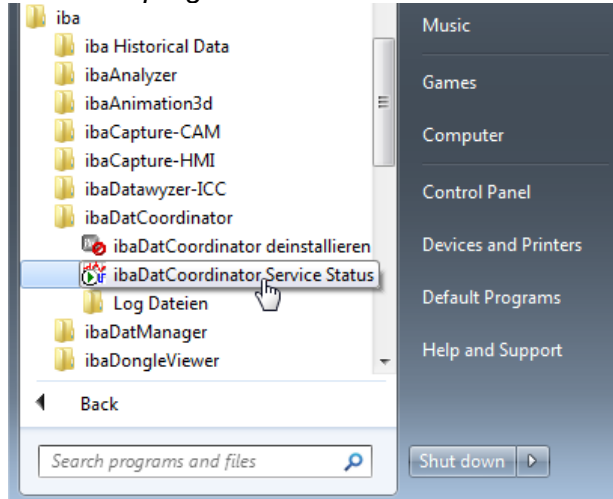 iba
iba Historical Data
ibaAnalyzer
ibaAnimation3d
ibaCapture-CAM
ibaCapture-HMI
ibaDatawyzer-ICC
ibaDatCoordinator
ibaDatCoordinator deinstallieren
ibaDatCoordinator Service Status
Log Dateien
ibaDatManager
ibaDongleViewer
Back
Search programs and files
Music
Games
Computer
Control Panel
Devices and Printers
Default Programs
Help and Support
Shut down